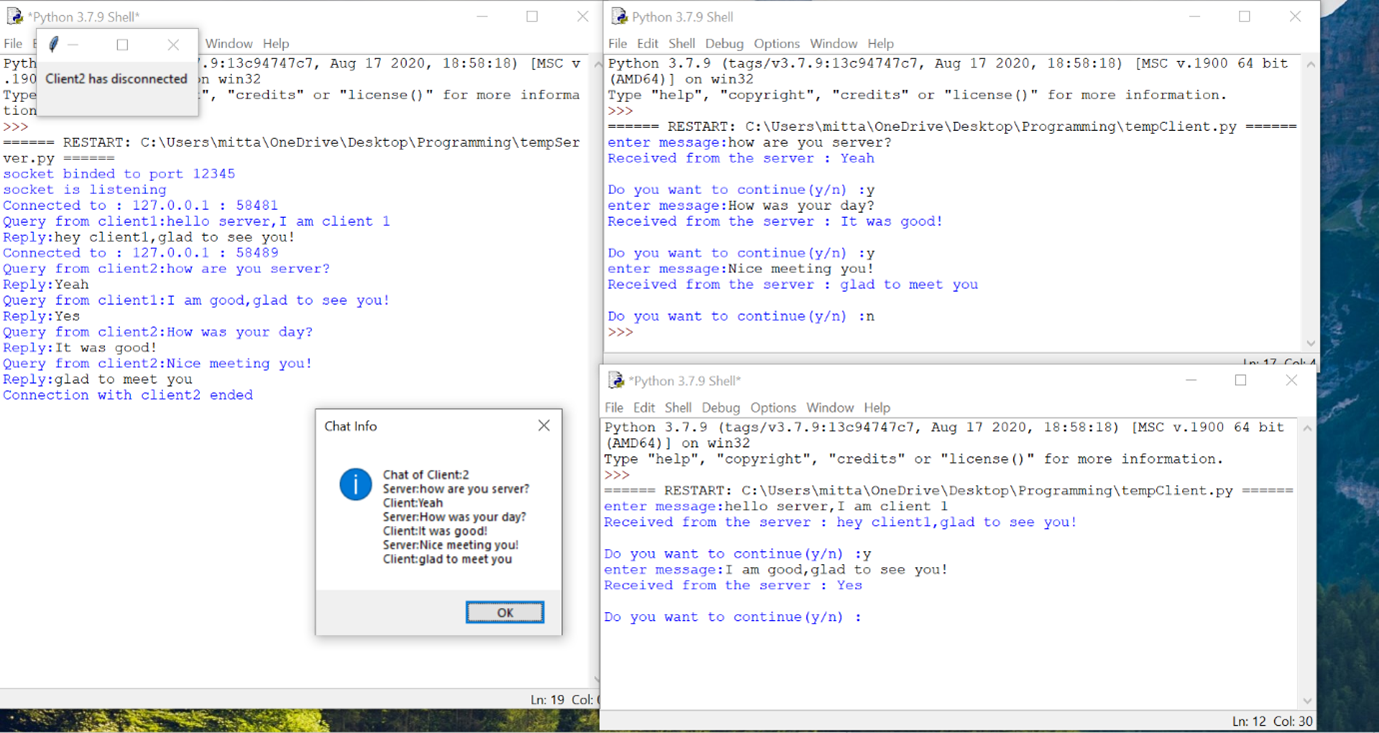 *Python 3.7.9 Shell*
File
Window Help
Client2 has disconnected
Pyth .9:13c94747c7, Aug 17 2020, 18:58:18) [MSC v
.190 on win32
Type ", "credits" or "license()" for more informa
tion
>>>
====== RESTART: C:\Users\mitta\OneDrive\Desktop\Programming\tempSer
ver.py ======
socket binded to port 12345
socket is listening
Connected to : 127.0.0.1 : 58481
Query from client1:hello server,I am client 1
Reply:hey client1,glad to see you!
Connected to : 127.0.0.1 : 58489
Query from client2:how are you server?
Reply:Yeah
Query from client1:I am good,glad to see you!
Reply:Yes
Query from client2:How was your day?
Reply:It was good!
Query from client2:Nice meeting you!
Reply:glad to meet you
Connection with client2 ended
Chat Info
Chat of Client:2
Server:how are you server?
Client:Yeah
Server:How was your day?
Client:It was good!
Server:Nice meeting you!
Client:glad to meet you
OK
Ln: 19 Col:
Python 3.7.9 Shell
File Edit Shell Debug Options Window Help
Python 3.7.9 (tags/v3.7.9:13c94747c7, Aug 17 2020, 18:58:18) [MSC v.1900 64 bit
(AMD64)] on win32
Type "help", "copyright", "credits" or "license()" for more information.
>>>
====== RESTART: C:\Users\mitta\OneDrive\Desktop\Programming\tempClient.py ======
enter message:how are you server?
Received from the server : Yeah
Do you want to continue(y/n) :y
enter message:How was your day?
Received from the server : It was good!
Do you want to continue(y/n) :y
enter message:Nice meeting you!
Received from the server : glad to meet you
Do you want to continue(y/n) :n
>>>
Ln: 17 Col: 4
*Python 3.7.9 Shell*
File Edit Shell Debug Options Window Help
Python 3.7.9 (tags/v3.7.9:13c94747c7, Aug 17 2020, 18:58:18) [MSC v.1900 64 bit
(AMD64)] on win32
Type "help", "copyright", "credits" or "license()" for more information.
>>>
====== RESTART: C:\Users\mitta\OneDrive\Desktop\Programming\tempClient.py ======
enter message:hello server,I am client 1
Received from the server : hey client1,glad to see you!
Do you want to continue(y/n) :y
enter message:I am good,glad to see you!
Received from the server : Yes
Do you want to continue(y/n) :
Ln: 12 Col: 30